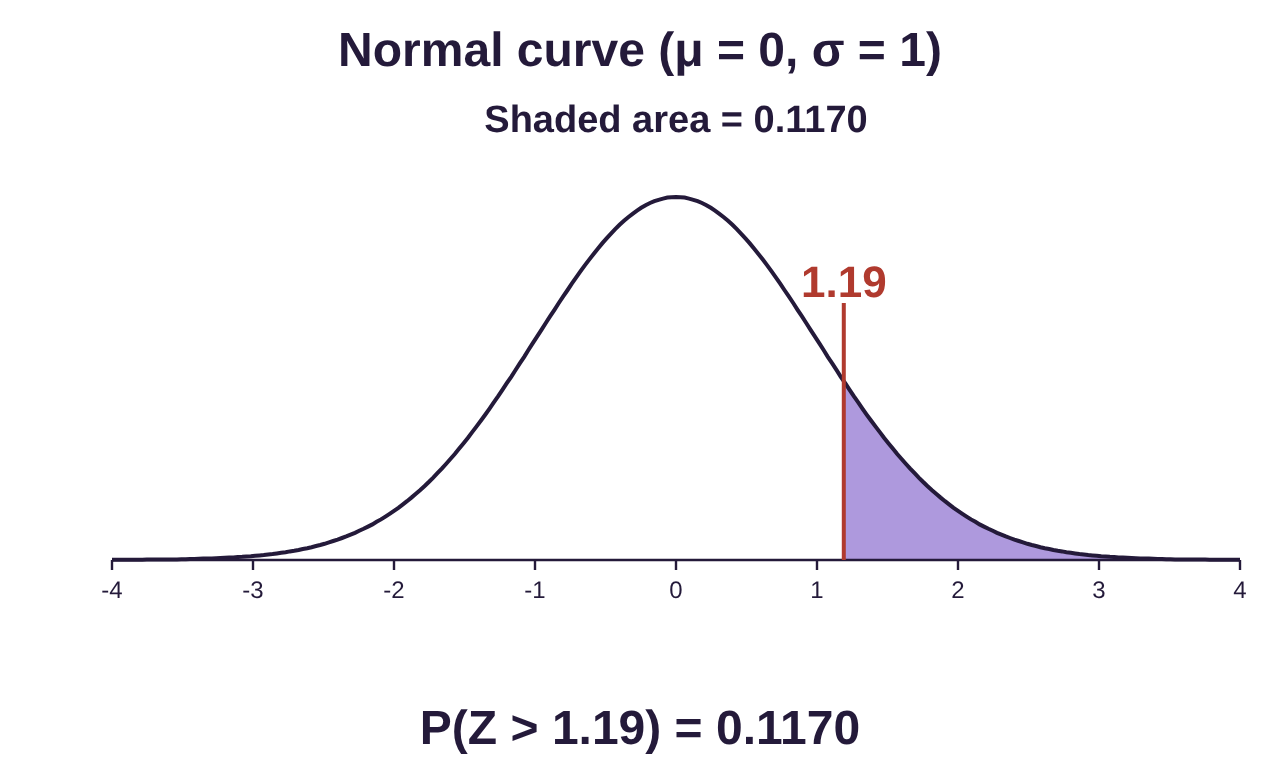 Normal curve (μ = 0, σ = 1)
Shaded area = 0.1170
1.19
-4 -3 -2 -1 0 1 2 3 4
P(Z > 1.19) = 0.1170